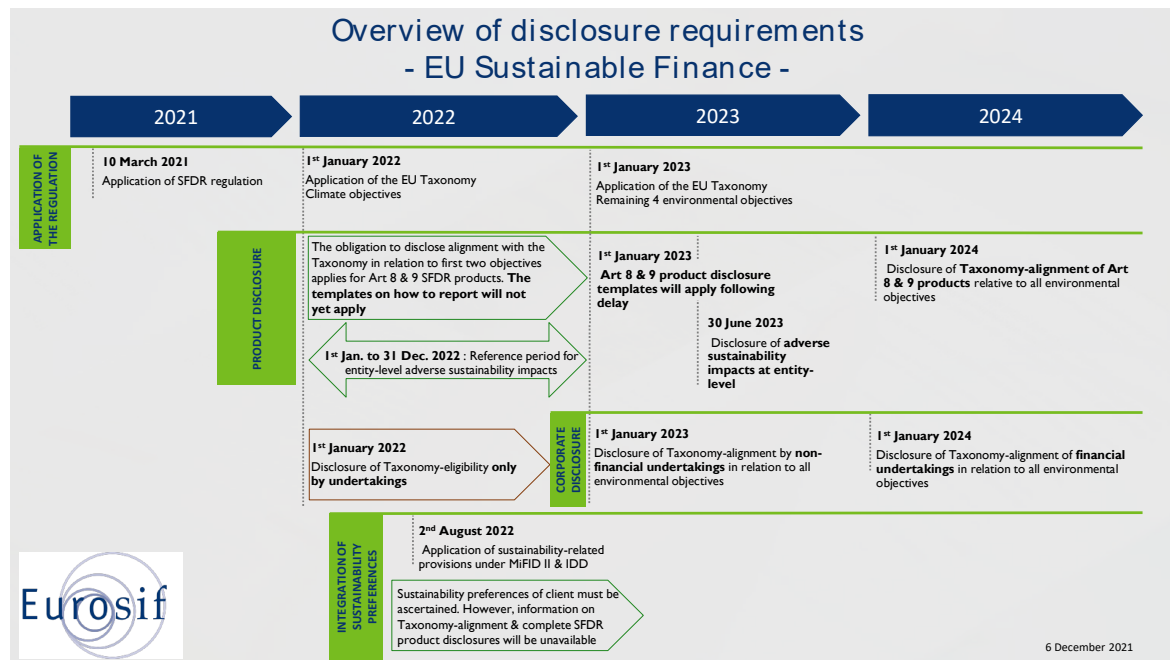 Overview of disclosure requirements
- EU Sustainable Finance -
2021
2022
2023
2024
APPLICATION OF
THE REGULATION
10 March 2021
Application of SFDR regulation
1st January 2022
Application of the EU Taxonomy
Climate objectives
1st January 2023
Application of the EU Taxonomy
Remaining 4 environmental objectives
PRODUCT DISCLOSURE
The obligation to disclose alignment with the
Taxonomy in relation to first two objectives
applies for Art 8 & 9 SFDR products. The
templates on how to report will not
yet apply
1st Jan. to 31 Dec. 2022 : Reference period for
entity-level adverse sustainability impacts
1st January 2023
Art 8 & 9 product disclosure
templates will apply following
delay
30 June 2023
Disclosure of adverse
sustainability
impacts at entity-
level
1st January 2024
Disclosure of Taxonomy-alignment of Art
8 & 9 products relative to all environmental
objectives
1st January 2022
Disclosure of Taxonomy-eligibility only
by undertakings
CORPORATE
DISCLOSURE
1st January 2023
Disclosure of Taxonomy-alignment by non-
financial undertakings in relation to all
environmental objectives
1st January 2024
Disclosure of Taxonomy-alignment of financial
undertakings in relation to all environmental
objectives
INTEGRATION OF
SUSTAINABILITY
PREFERENCES
2nd August 2022
Application of sustainability-related
provisions under MiFID II & IDD
Sustainability preferences of client must be
ascertained. However, information on
Taxonomy-alignment & complete SFDR
product disclosures will be unavailable
Eurosif
6 December 2021